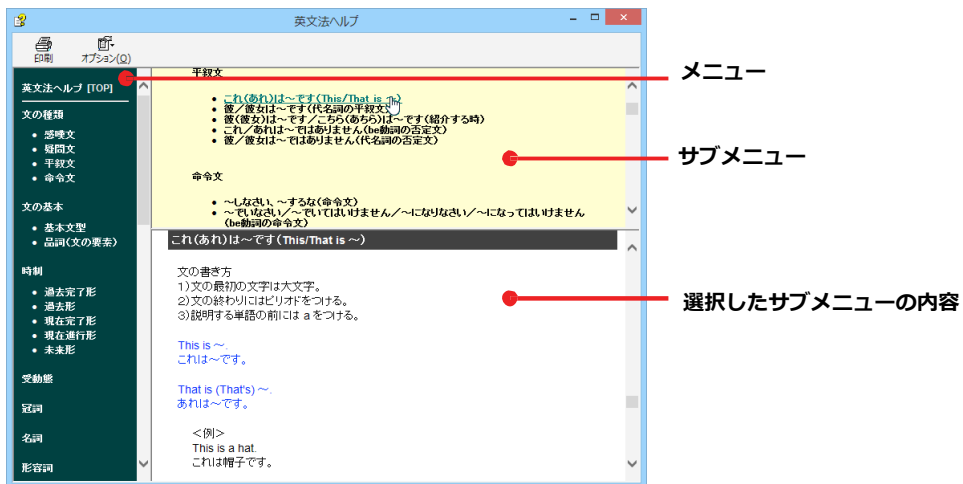 英文法ヘルプ
印刷
オプション(O)
英文法ヘルプ [TOP]
文の種類
• 感嘆文
• 疑問文
• 平叙文
• 命令文
文の基本
• 基本文型
• 品詞(文の要素)
時制
• 過去完了形
• 過去形
• 現在完了形
• 現在進行形
• 未来形
受動態
冠詞
名詞
形容詞
平叙文
• これ(あれ)は～です(This/That is ～)
• 彼／彼女は～です(代名詞の平叙文)
• 彼(彼女)は～です／こちら(あちら)は～です(紹介する時)
• これ／あれは～ではありません(be動詞の否定文)
• 彼／彼女は～ではありません(代名詞の否定文)
命令文
• ～しなさい、～するな(命令文)
• ～でいなさい／～でいてはいけません／～になりなさい／～になってはいけません
(be動詞の命令文)
これ(あれ)は～です(This/That is ～)
文の書き方
1)文の最初の文字は大文字。
2)文の終わりにはピリオドをつける。
3)説明する単語の前には a をつける。
This is ～.
これは～です。
That is (That's) ～.
あれは～です。
＜例＞
This is a hat.
これは帽子です。
メニュー
サブメニュー
選択したサブメニューの内容